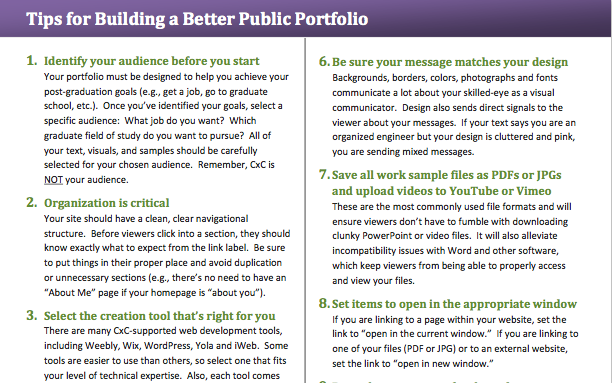 Tips for Building a Better Public Portfolio
1. Identify your audience before you start
Your portfolio must be designed to help you achieve your
post-graduation goals (e.g., get a job, go to graduate
school, etc.).  Once you've identified your goals, select a
specific audience:  What job do you want?  Which
graduate field of study do you want to pursue?  All of
your text, visuals, and samples should be carefully
selected for your chosen audience.  Remember, CxC is
NOT your audience.
2. Organization is critical
Your site should have a clean, clear navigational
structure.  Before viewers click into a section, they should
know exactly what to expect from the link label.  Be sure
to put things in their proper place and avoid duplication
or unnecessary sections (e.g., there's no need to have an
"About Me" page if your homepage is "about you").
3. Select the creation tool that's right for you
There are many CxC-supported web development tools,
including Weebly, Wix, WordPress, Yola and iWeb.  Some
tools are easier to use than others, so select one that fits
your level of technical expertise.  Also, each tool comes
6. Be sure your message matches your design
Backgrounds, borders, colors, photographs and fonts
communicate a lot about your skilled-eye as a visual
communicator.  Design also sends direct signals to the
viewer about your messages.  If your text says you are an
organized engineer but your design is cluttered and pink,
you are sending mixed messages.
7. Save all work sample files as PDFs or JPGs
and upload videos to YouTube or Vimeo
These are the most commonly used file formats and will
ensure viewers don't have to fumble with downloading
clunky PowerPoint or video files.  It will also alleviate
incompatibility issues with Word and other software,
which keep viewers from being able to properly access
and view your files.
8. Set items to open in the appropriate window
If you are linking to a page within your website, set the
link to "open in the current window."  If you are linking to
one of your files (PDF or JPG) or to an external website,
set the link to "open in new window."